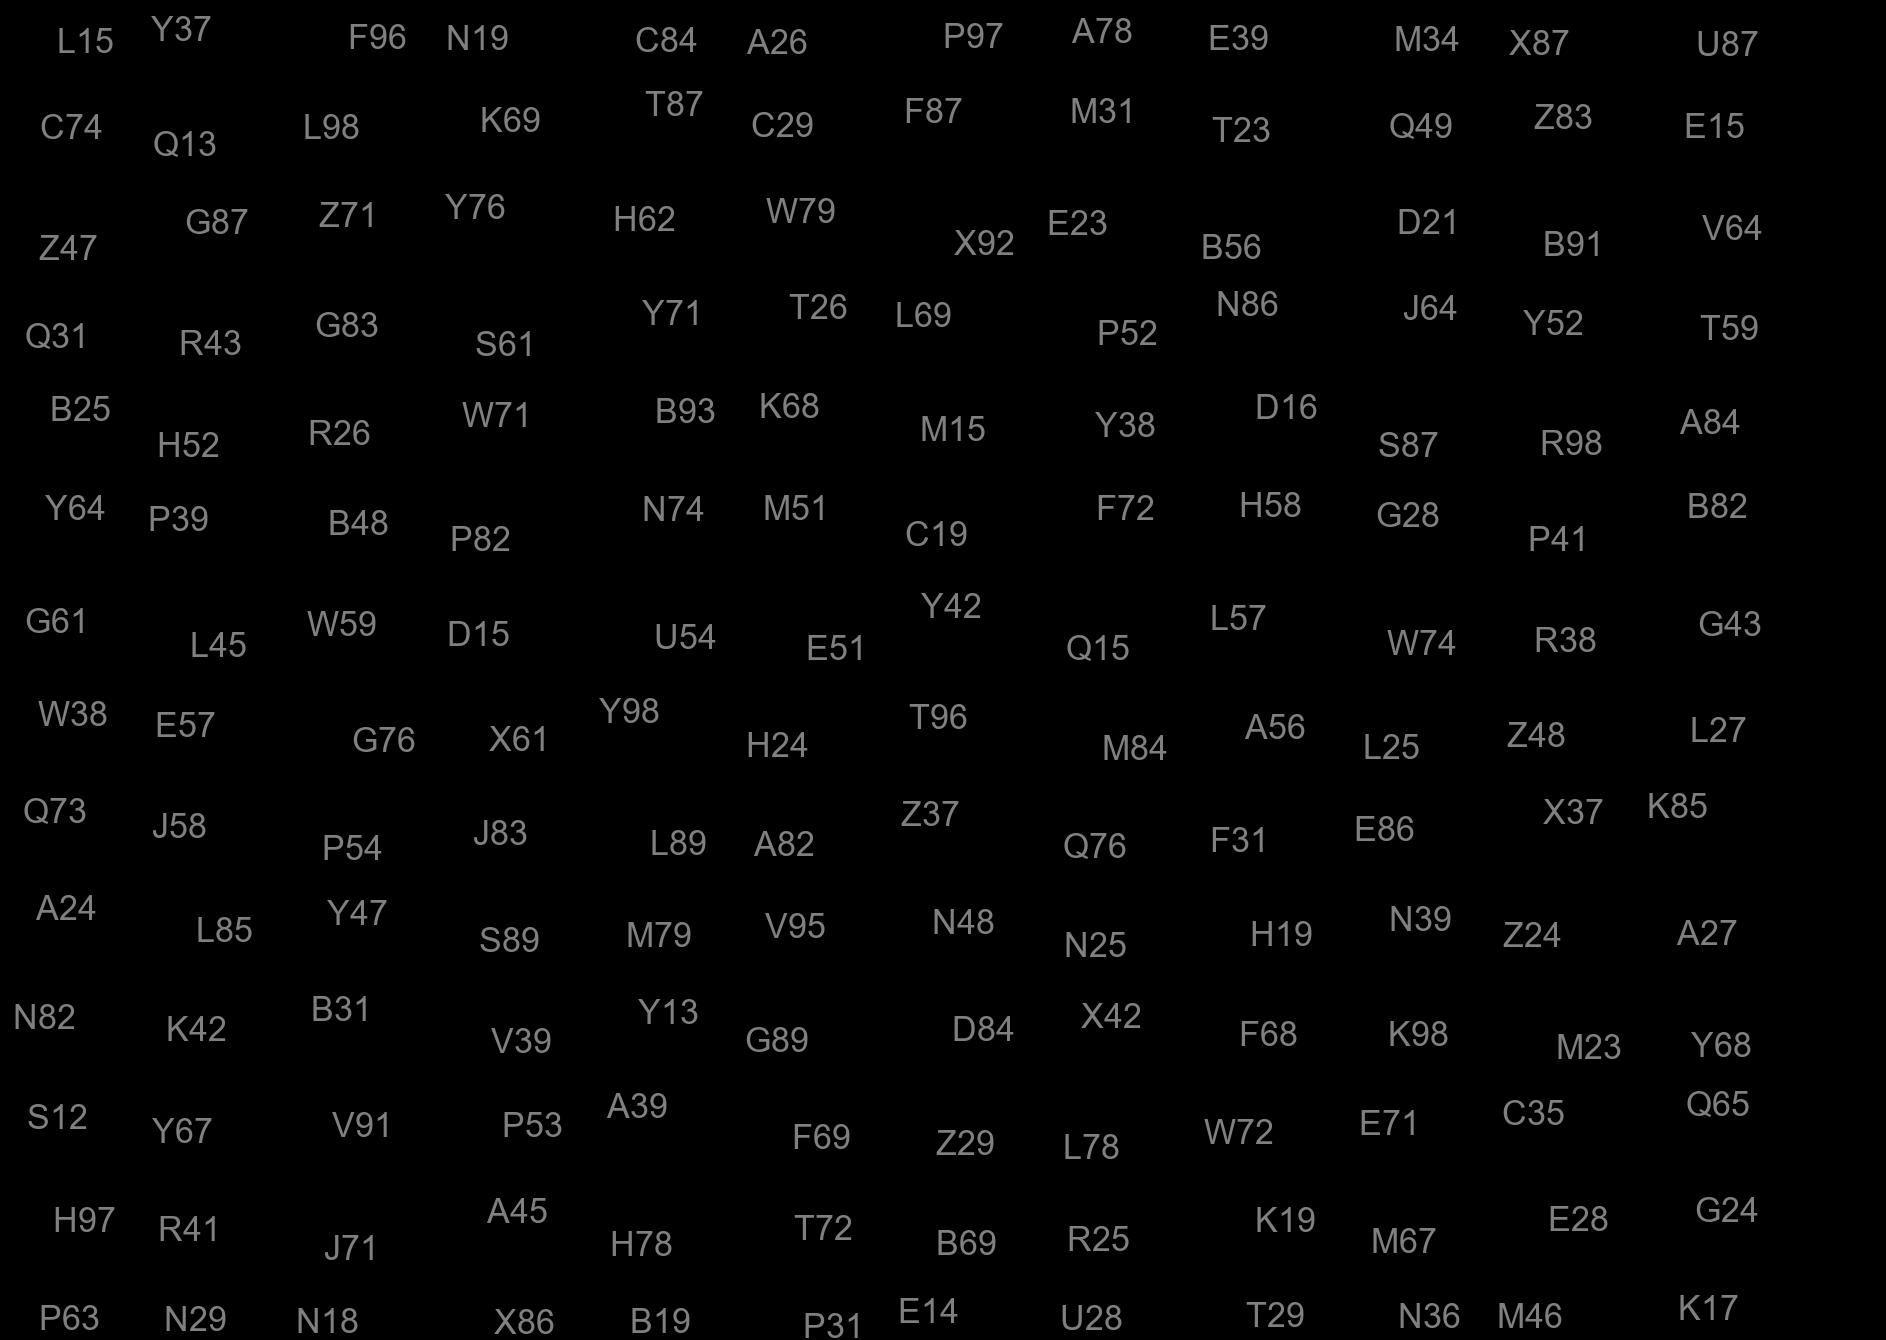 L15 Y37 F96 N19 C84 A26 P97 A78 E39 M34 X87 U87
C74 Q13 L98 K69 T87 C29 F87 M31 T23 Q49 Z83 E15
Z47 G87 Z71 Y76 H62 W79 X92 E23 B56 D21 B91 V64
Q31 R43 G83 S61 Y71 T26 L69 P52 N86 J64 Y52 T59
B25 H52 R26 W71 B93 K68 M15 Y38 D16 S87 R98 A84
Y64 P39 B48 P82 N74 M51 C19 F72 H58 G28 P41 B82
G61 L45 W59 D15 U54 E51 Y42 Q15 L57 W74 R38 G43
W38 E57 G76 X61 Y98 H24 T96 M84 A56 L25 Z48 L27
Q73 J58 P54 J83 L89 A82 Z37 Q76 F31 E86 X37 K85
A24 L85 Y47 S89 M79 V95 N48 N25 H19 N39 Z24 A27
N82 K42 B31 V39 Y13 G89 D84 X42 F68 K98 M23 Y68
S12 Y67 V91 P53 A39 F69 Z29 L78 W72 E71 C35 Q65
H97 R41 J71 A45 H78 T72 B69 R25 K19 M67 E28 G24
P63 N29 N18 X86 B19 P31 E14 U28 T29 N36 M46 K17